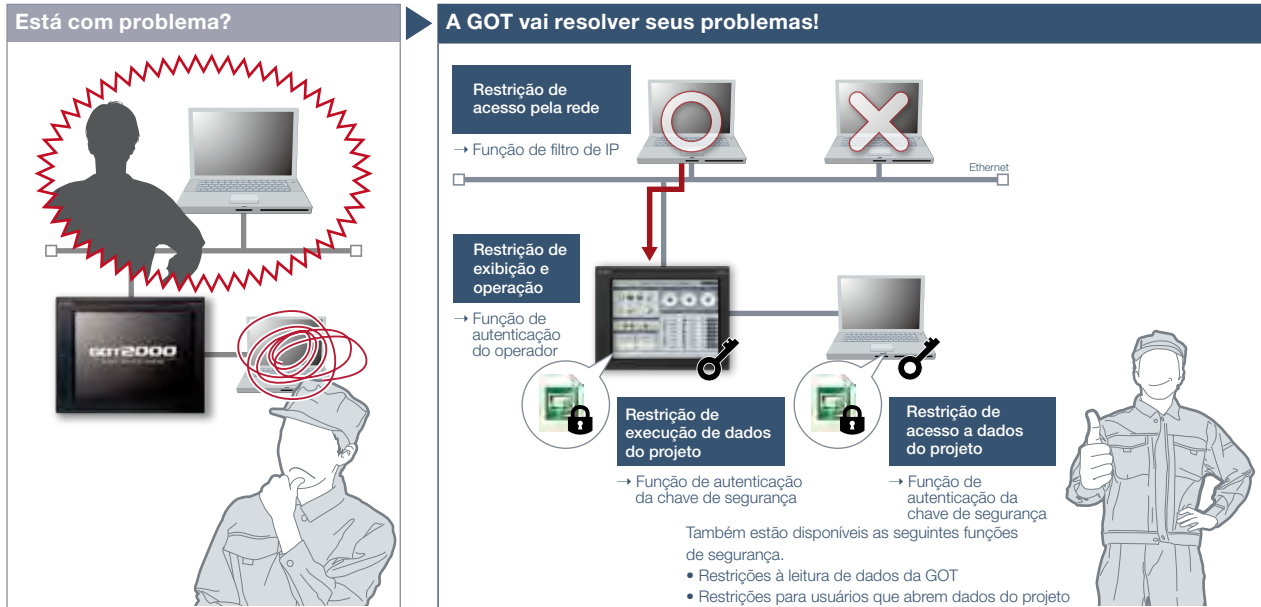 Está com problema?
A GOT vai resolver seus problemas!
GOT2000
Restrição de
acesso pela rede
→ Função de filtro de IP
Ethernet
Restrição de
exibição e
operação
→ Função de
autenticação
do operador
Restrição de
execução de dados
do projeto
→ Função de autenticação
da chave de segurança
Restrição de
acesso a dados
do projeto
→ Função de
autenticação da
chave de segurança
Também estão disponíveis as seguintes funções
de segurança.
• Restrições à leitura de dados da GOT
• Restrições para usuários que abrem dados do projeto